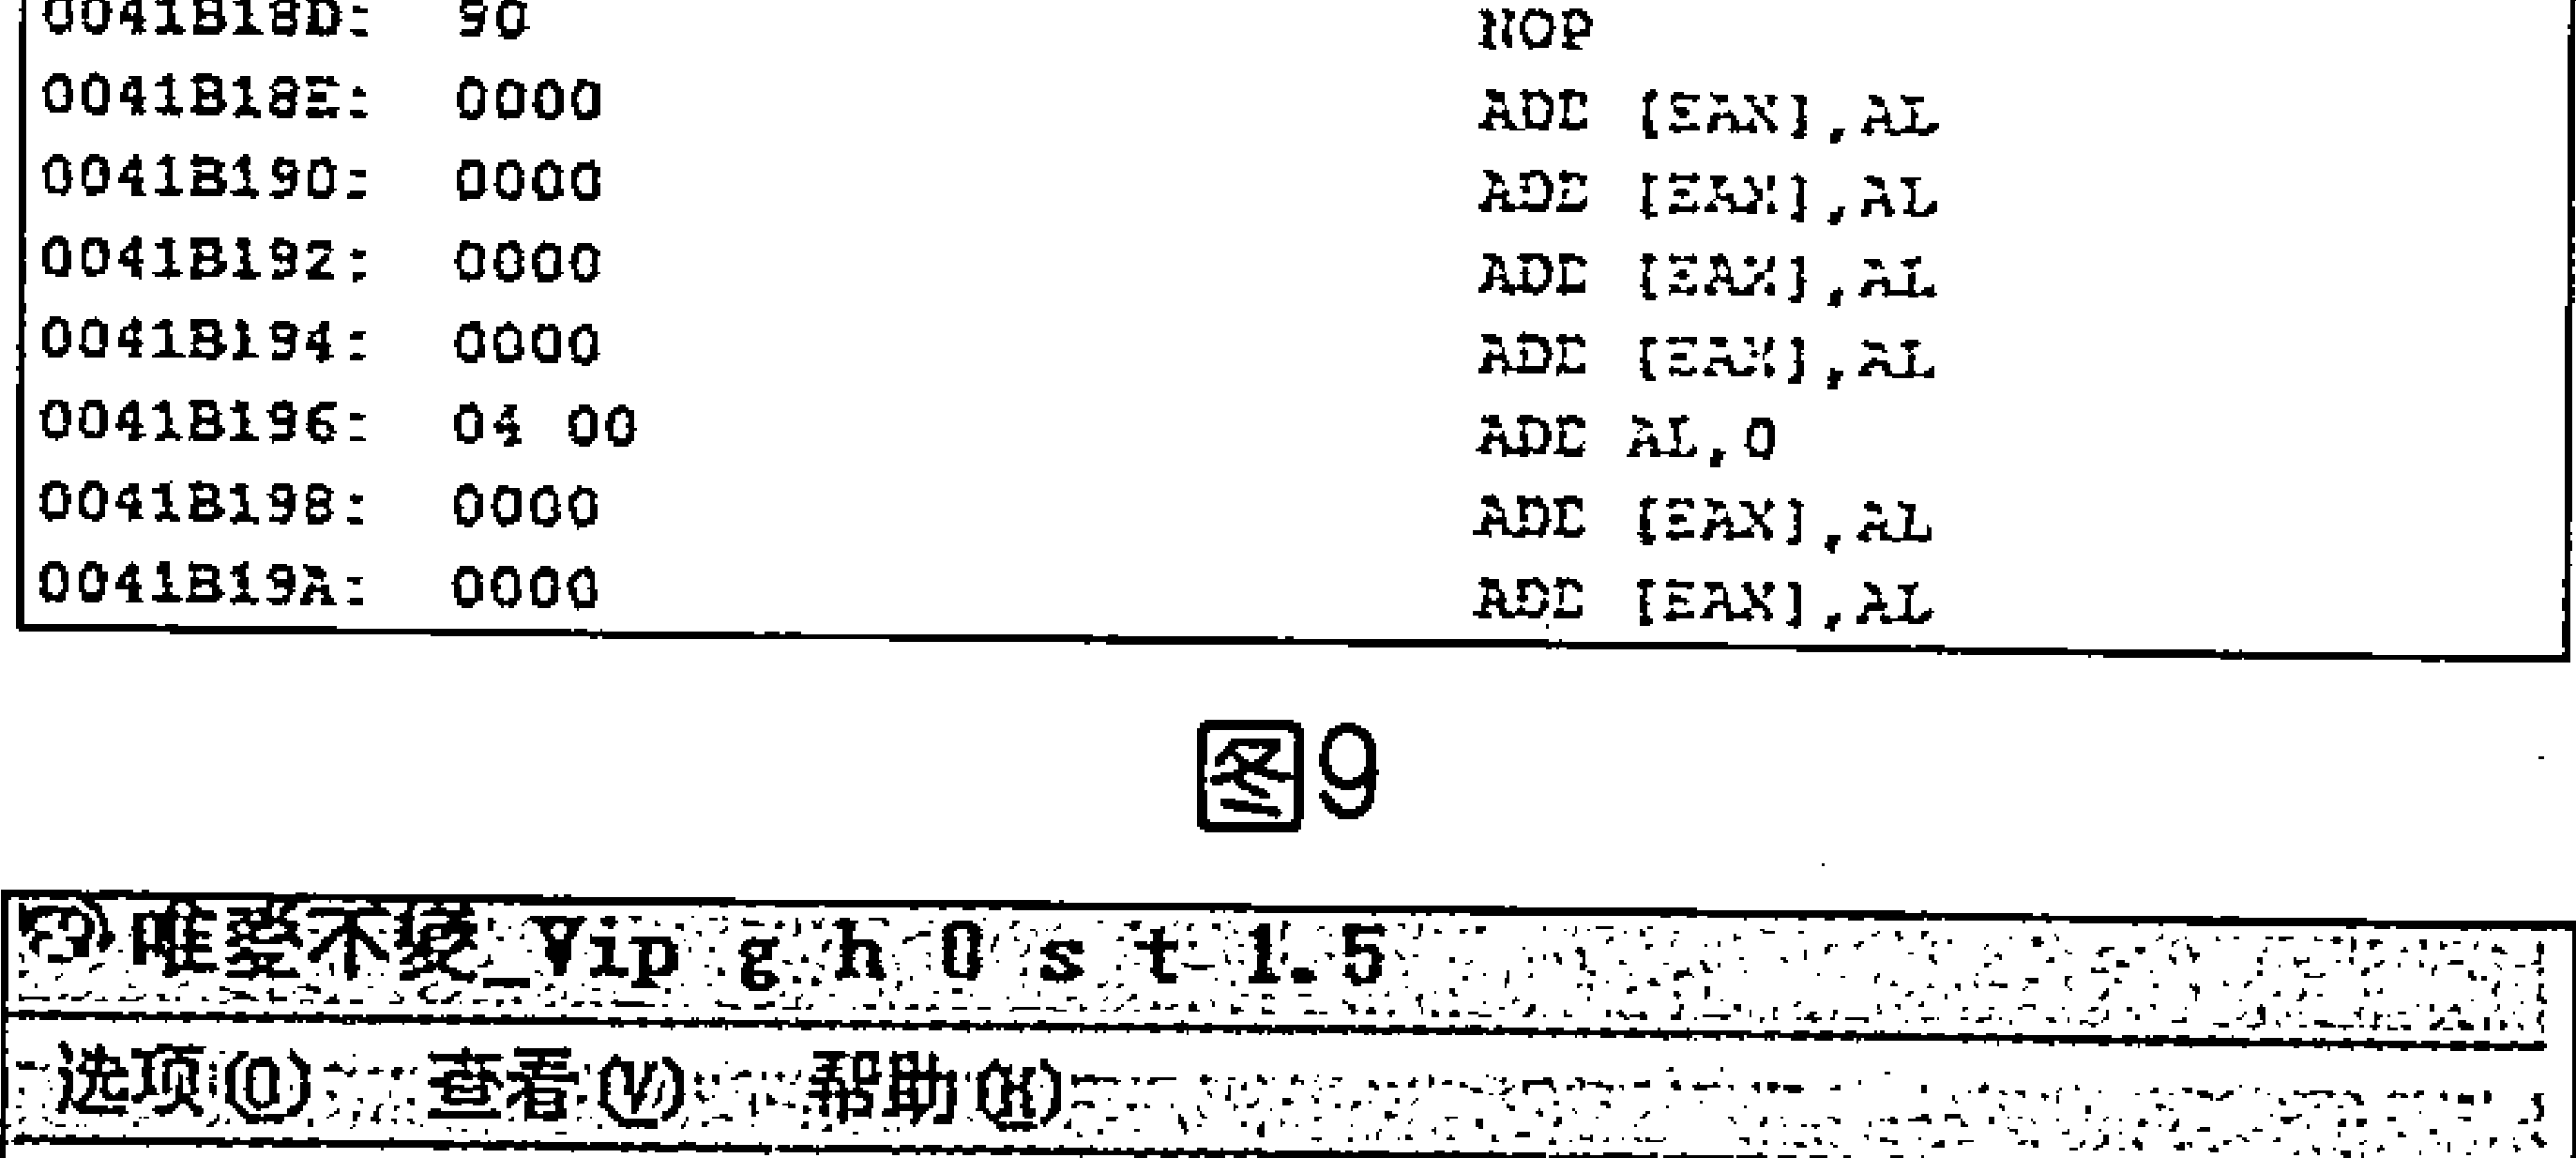 0041B18D: 90 NOP
0041B18E: 0000 ADD [EAX],AL
0041B190: 0000 ADD [EAX],AL
0041B192: 0000 ADD [EAX],AL
0041B194: 0000 ADD [EAX],AL
0041B196: 04 00 ADD AL,0
0041B198: 0000 ADD [EAX],AL
0041B19A: 0000 ADD [EAX],AL
图9
唯爱不变_Vip g h 0 s t 1.5
选项(O) 查看(V) 帮助(H)